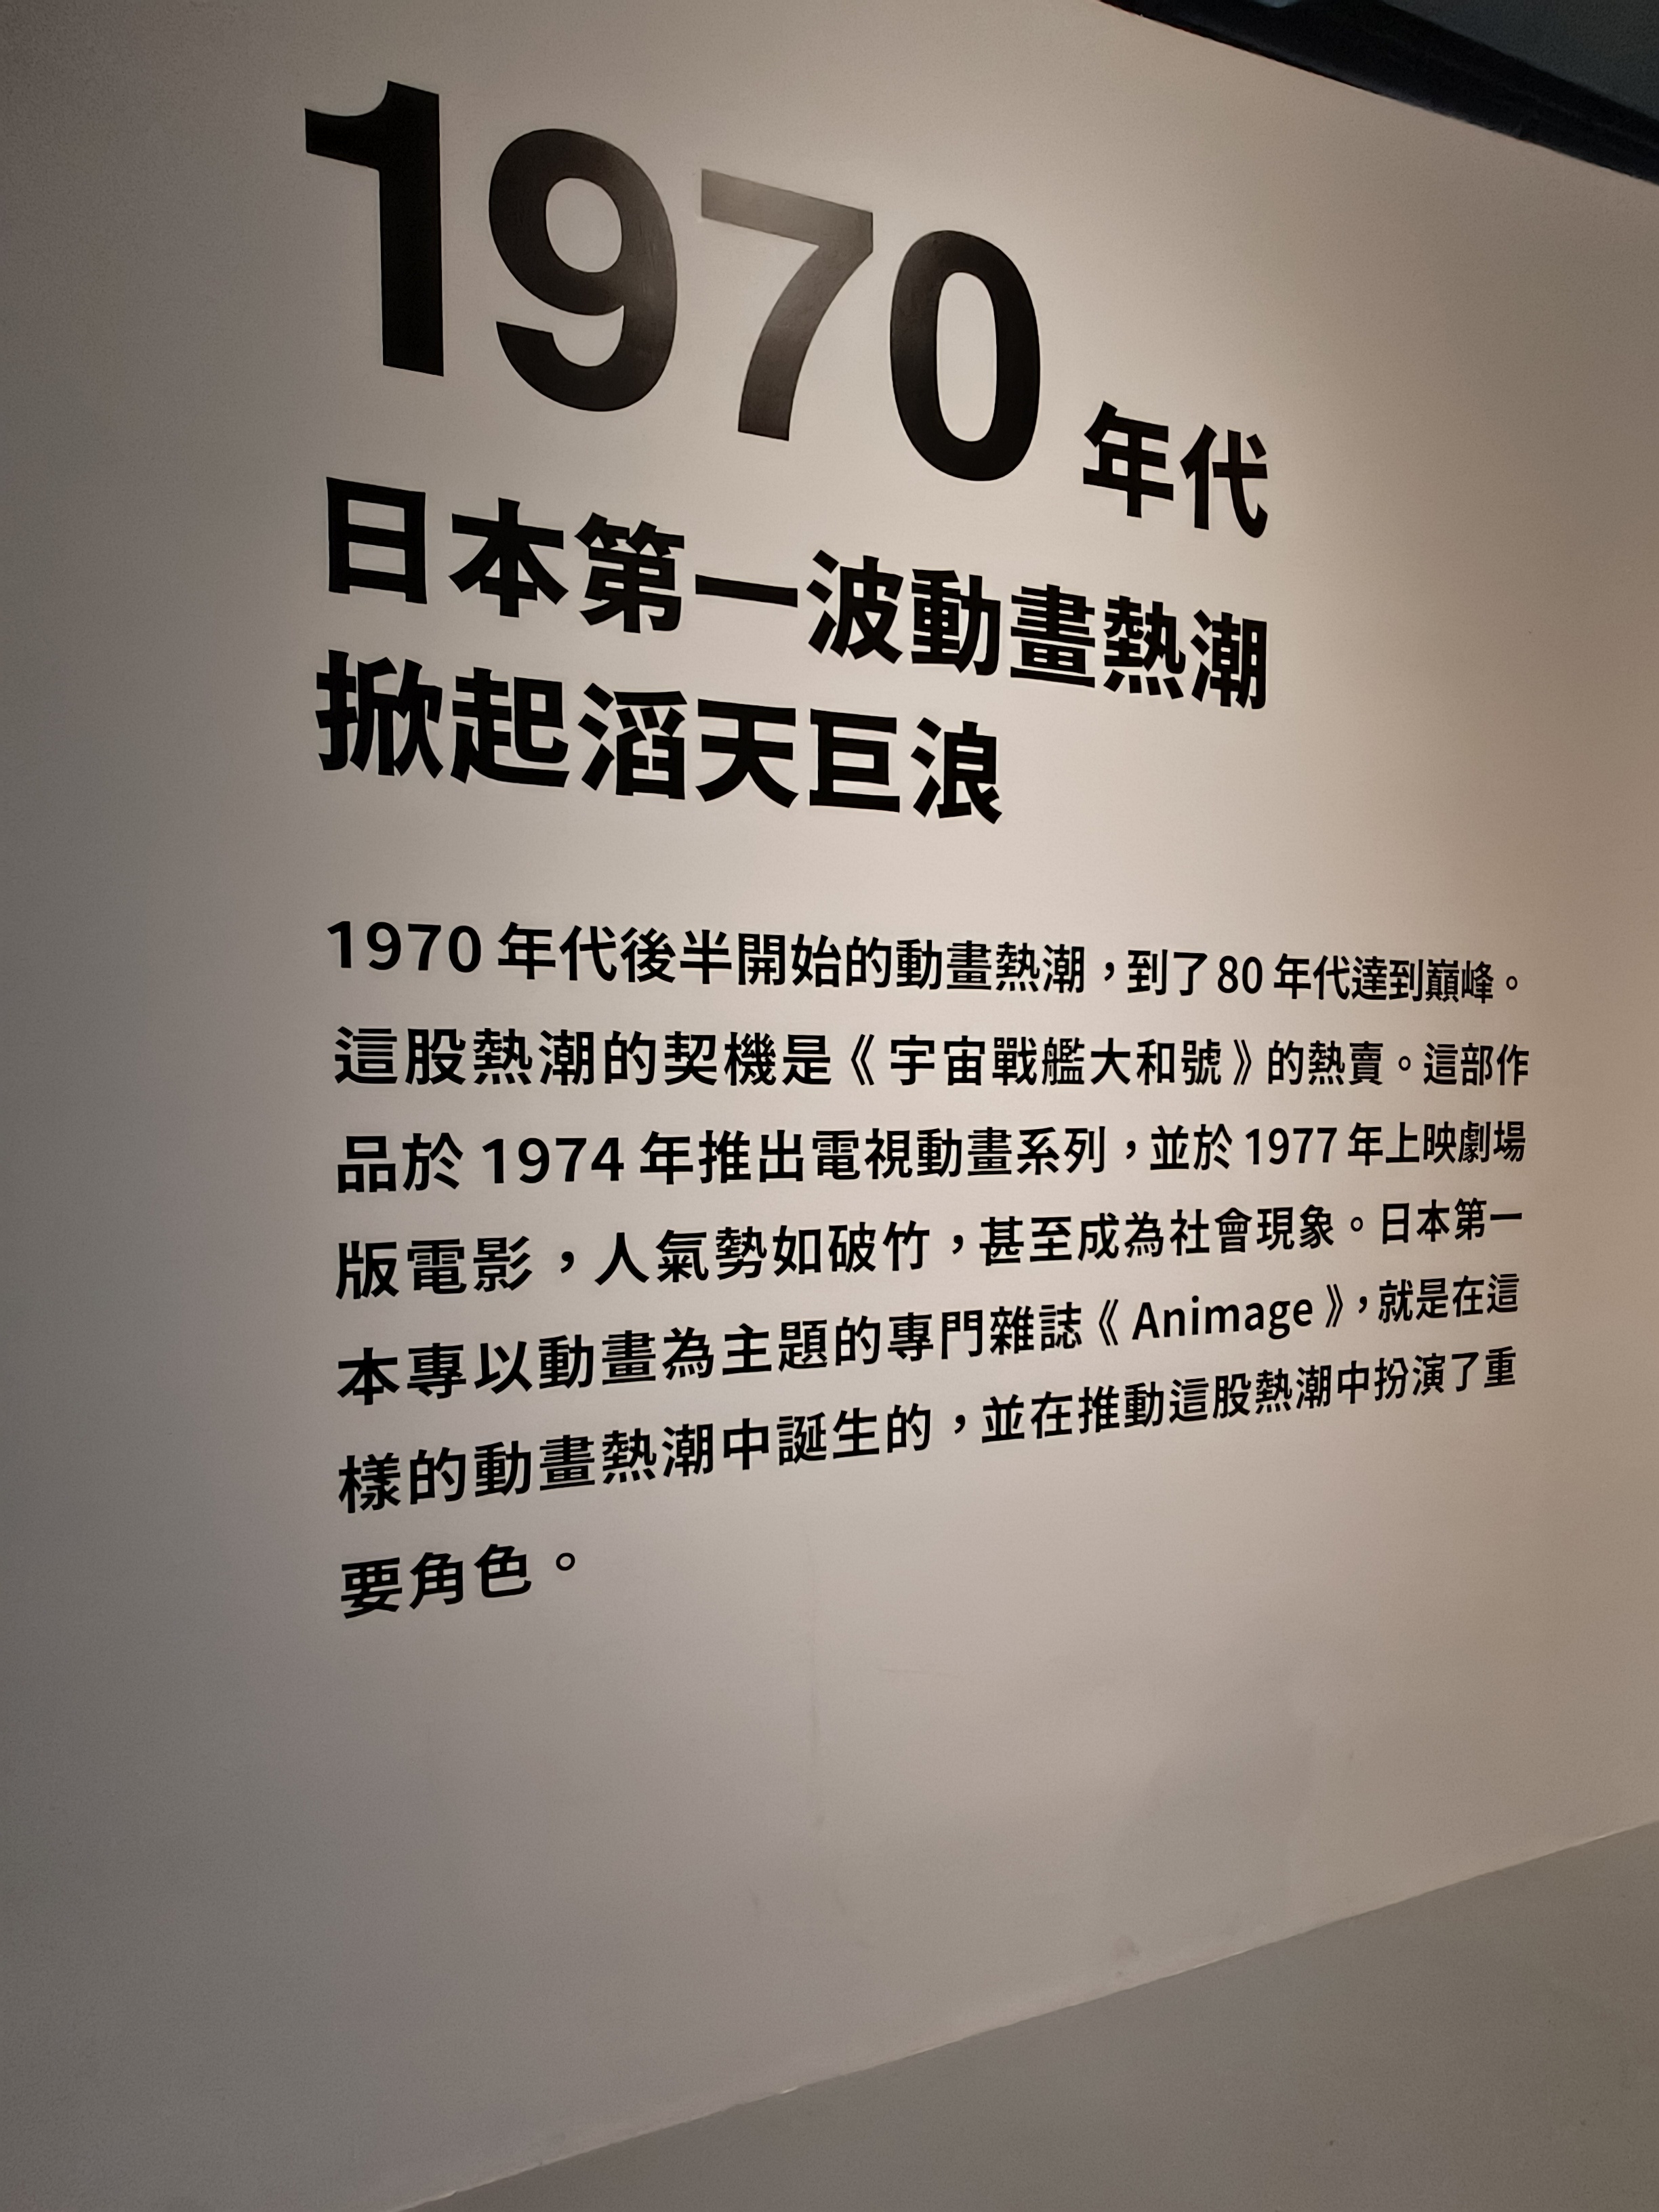 1970 年代
日本第一波動畫熱潮
掀起滔天巨浪
1970 年代後半開始的動畫熱潮，到了 80 年代達到巔峰。
這股熱潮的契機是《宇宙戰艦大和號》的熱賣。這部作
品於 1974 年推出電視動畫系列，並於 1977 年上映劇場
版電影，人氣勢如破竹，甚至成為社會現象。日本第一
本專以動畫為主題的專門雜誌《Animage》，就是在這
樣的動畫熱潮中誕生的，並在推動這股熱潮中扮演了重
要角色。